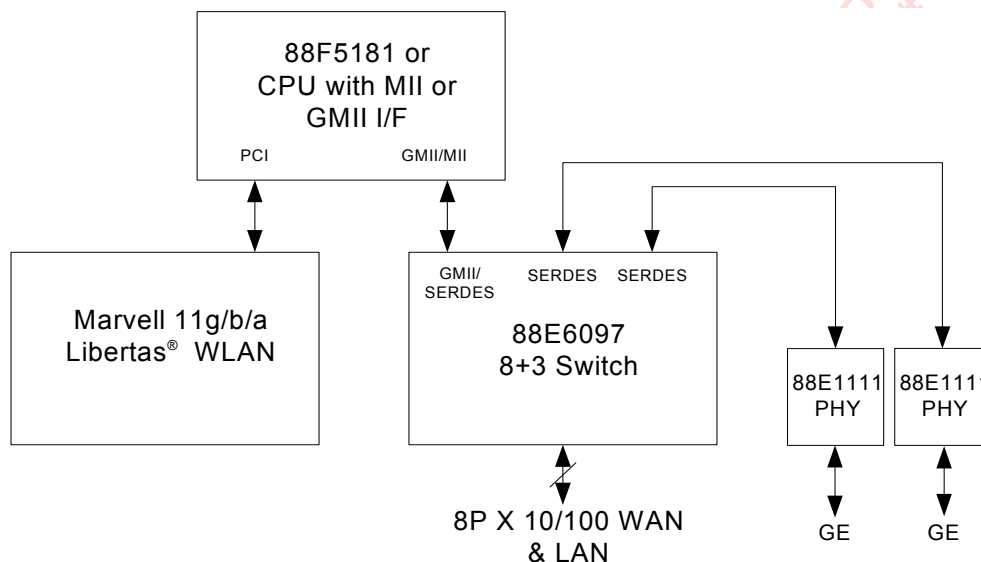 88F5181 or
CPU with MII or
GMII I/F
PCI
GMII/MII
GMII/
SERDES
SERDES
SERDES
Marvell 11g/b/a
Libertas® WLAN
88E6097
8+3 Switch
88E1111
PHY
88E1111
PHY
8P X 10/100 WAN
& LAN
GE
GE